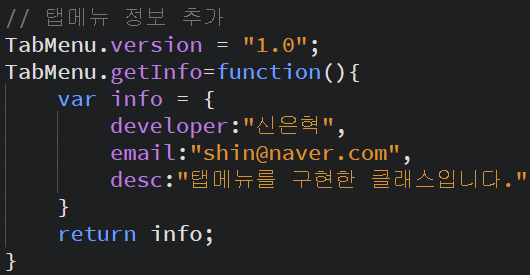 // 탭메뉴 정보 추가
TabMenu.version = "1.0";
TabMenu.getInfo=function(){
    var info = {
        developer:"신은혁",
        email:"shin@naver.com",
        desc:"탭메뉴를 구현한 클래스입니다."
    }
    return info;
}